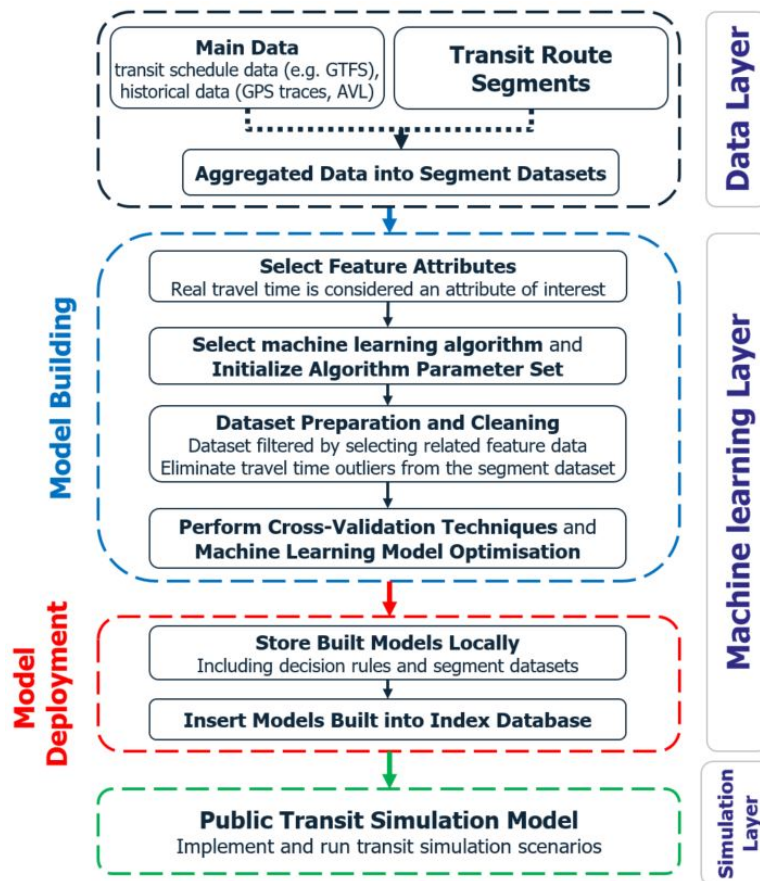 Main Data
transit schedule data (e.g. GTFS),
historical data (GPS traces, AVL)
Transit Route
Segments
Aggregated Data into Segment Datasets
Data Layer
Model Building
Select Feature Attributes
Real travel time is considered an attribute of interest
Select machine learning algorithm and
Initialize Algorithm Parameter Set
Dataset Preparation and Cleaning
Dataset filtered by selecting related feature data
Eliminate travel time outliers from the segment dataset
Perform Cross-Validation Techniques and
Machine Learning Model Optimisation
Machine learning Layer
Model
Deployment
Store Built Models Locally
Including decision rules and segment datasets
Insert Models Built into Index Database
Public Transit Simulation Model
Implement and run transit simulation scenarios
Simulation
Layer